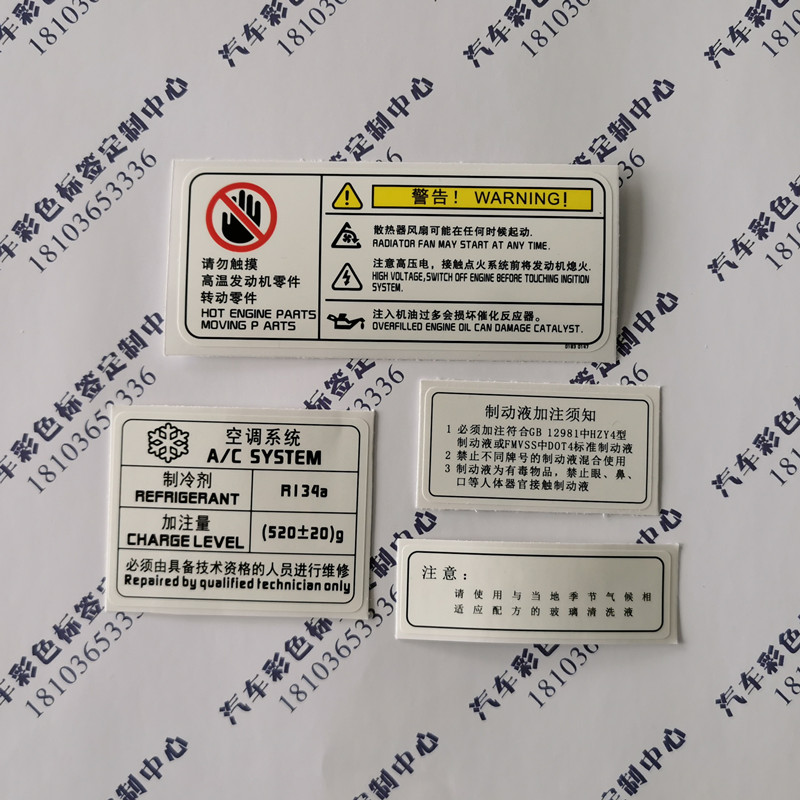 汽车彩色标签定制中心
18103653336
警告！ WARNING!
散热器风扇可能在任何时候起动.
RADIATOR FAN MAY START AT ANY TIME.
注意高压电，接触点火系统前将发动机熄火.
HIGH VOLTAGE,SWITCH OFF ENGINE BEFORE TOUCHING INGITION
SYSTEM.
注入机油过多会损坏催化反应器。
OVERFILLED ENGINE OIL CAN DAMAGE CATALYST.
请勿触摸
高温发动机零件
转动零件
HOT ENGINE PARTS
MOVING P ARTS
空调系统
A/C SYSTEM
制冷剂
REFRIGERANT
R134a
加注量
CHARGE LEVEL
(520±20)g
必须由具备技术资格的人员进行维修
Repaired by qualified technician only
制动液加注须知
1 必须加注符合GB 12981中HZY4型
制动液或FMVSS中DOT4标准制动液
2 禁止不同牌号的制动液混合使用
3 制动液为有毒物品，禁止眼、鼻、
口等人体器官接触制动液
注意：
请使用与当地季节气候相
适应配方的玻璃清洗液